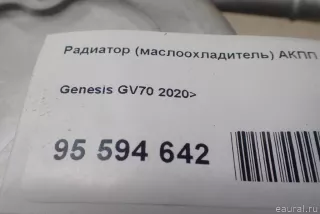 Радиатор (маслоохладитель) АКПП
Genesis GV70 2020>
95 594 642
eaural.ru